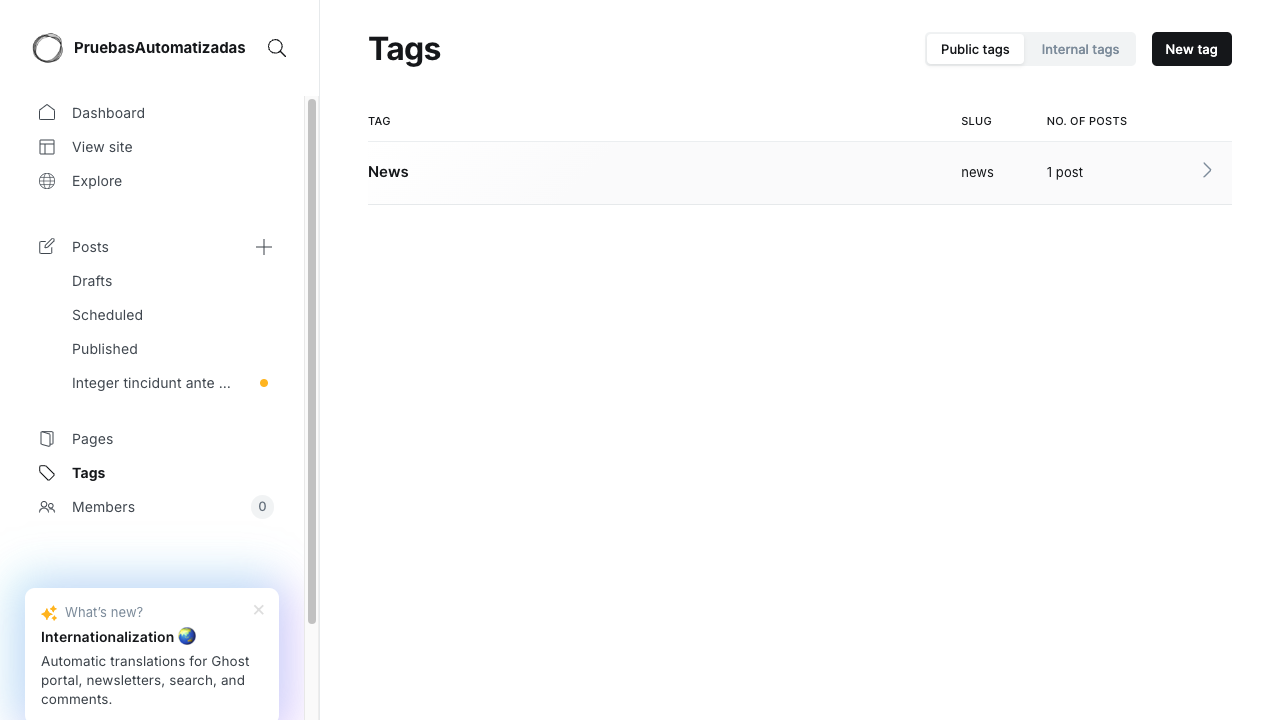 PruebasAutomatizadas
Dashboard
View site
Explore
Posts
Drafts
Scheduled
Published
Integer tincidunt ante ...
Pages
Tags
Members 0
What's new?
Internationalization 🌏
Automatic translations for Ghost
portal, newsletters, search, and
comments.
Tags
Public tags Internal tags New tag
TAG SLUG NO. OF POSTS
News news 1 post